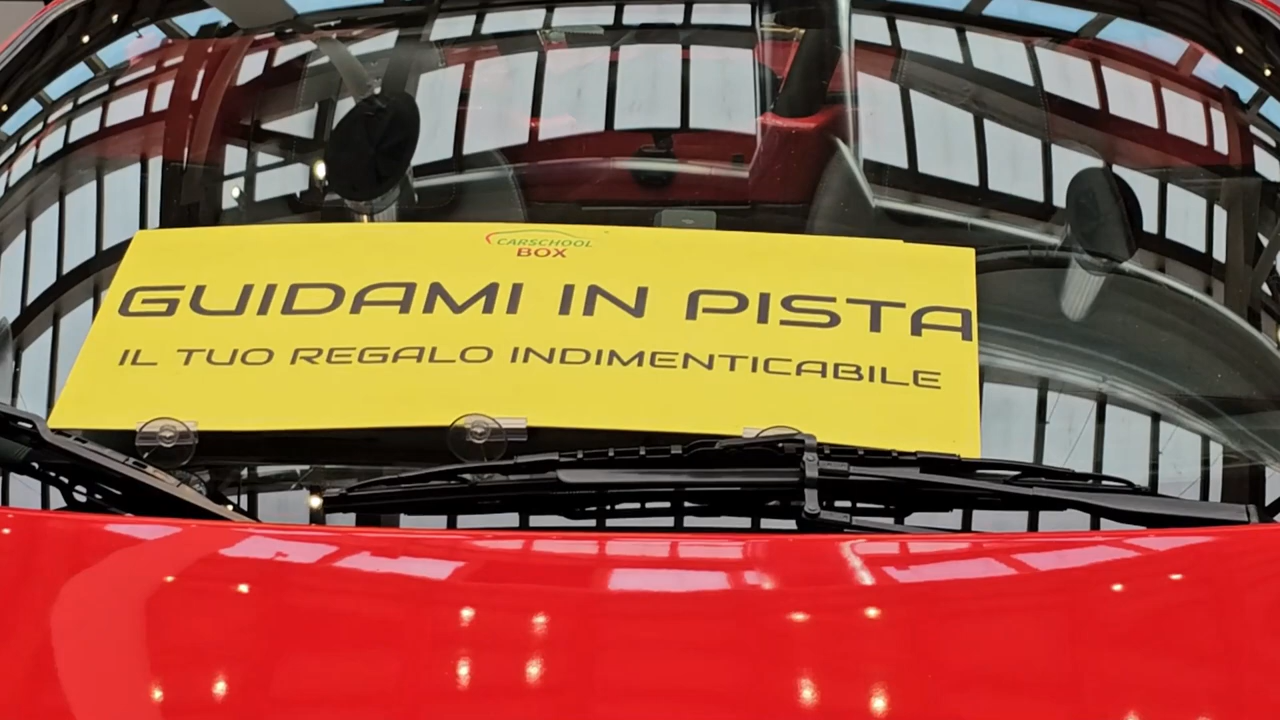 CARSCHOOL
BOX
GUIDAMI IN PISTA
IL TUO REGALO INDIMENTICABILE